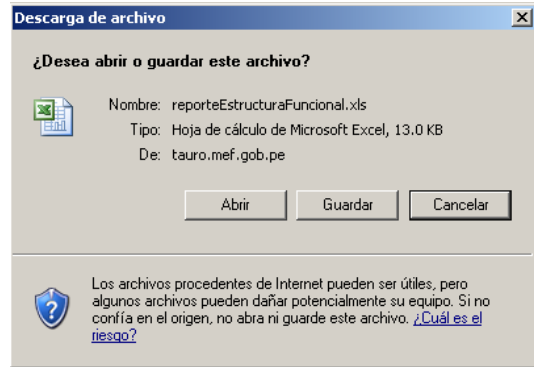 Descarga de archivo
¿Desea abrir o guardar este archivo?
Nombre: reporteEstructuraFuncional.xls
Tipo: Hoja de cálculo de Microsoft Excel, 13.0 KB
De: tauro.mef.gob.pe
Abrir Guardar Cancelar
Los archivos procedentes de Internet pueden ser útiles, pero
algunos archivos pueden dañar potencialmente su equipo. Si no
confía en el origen, no abra ni guarde este archivo. ¿Cuál es el
riesgo?